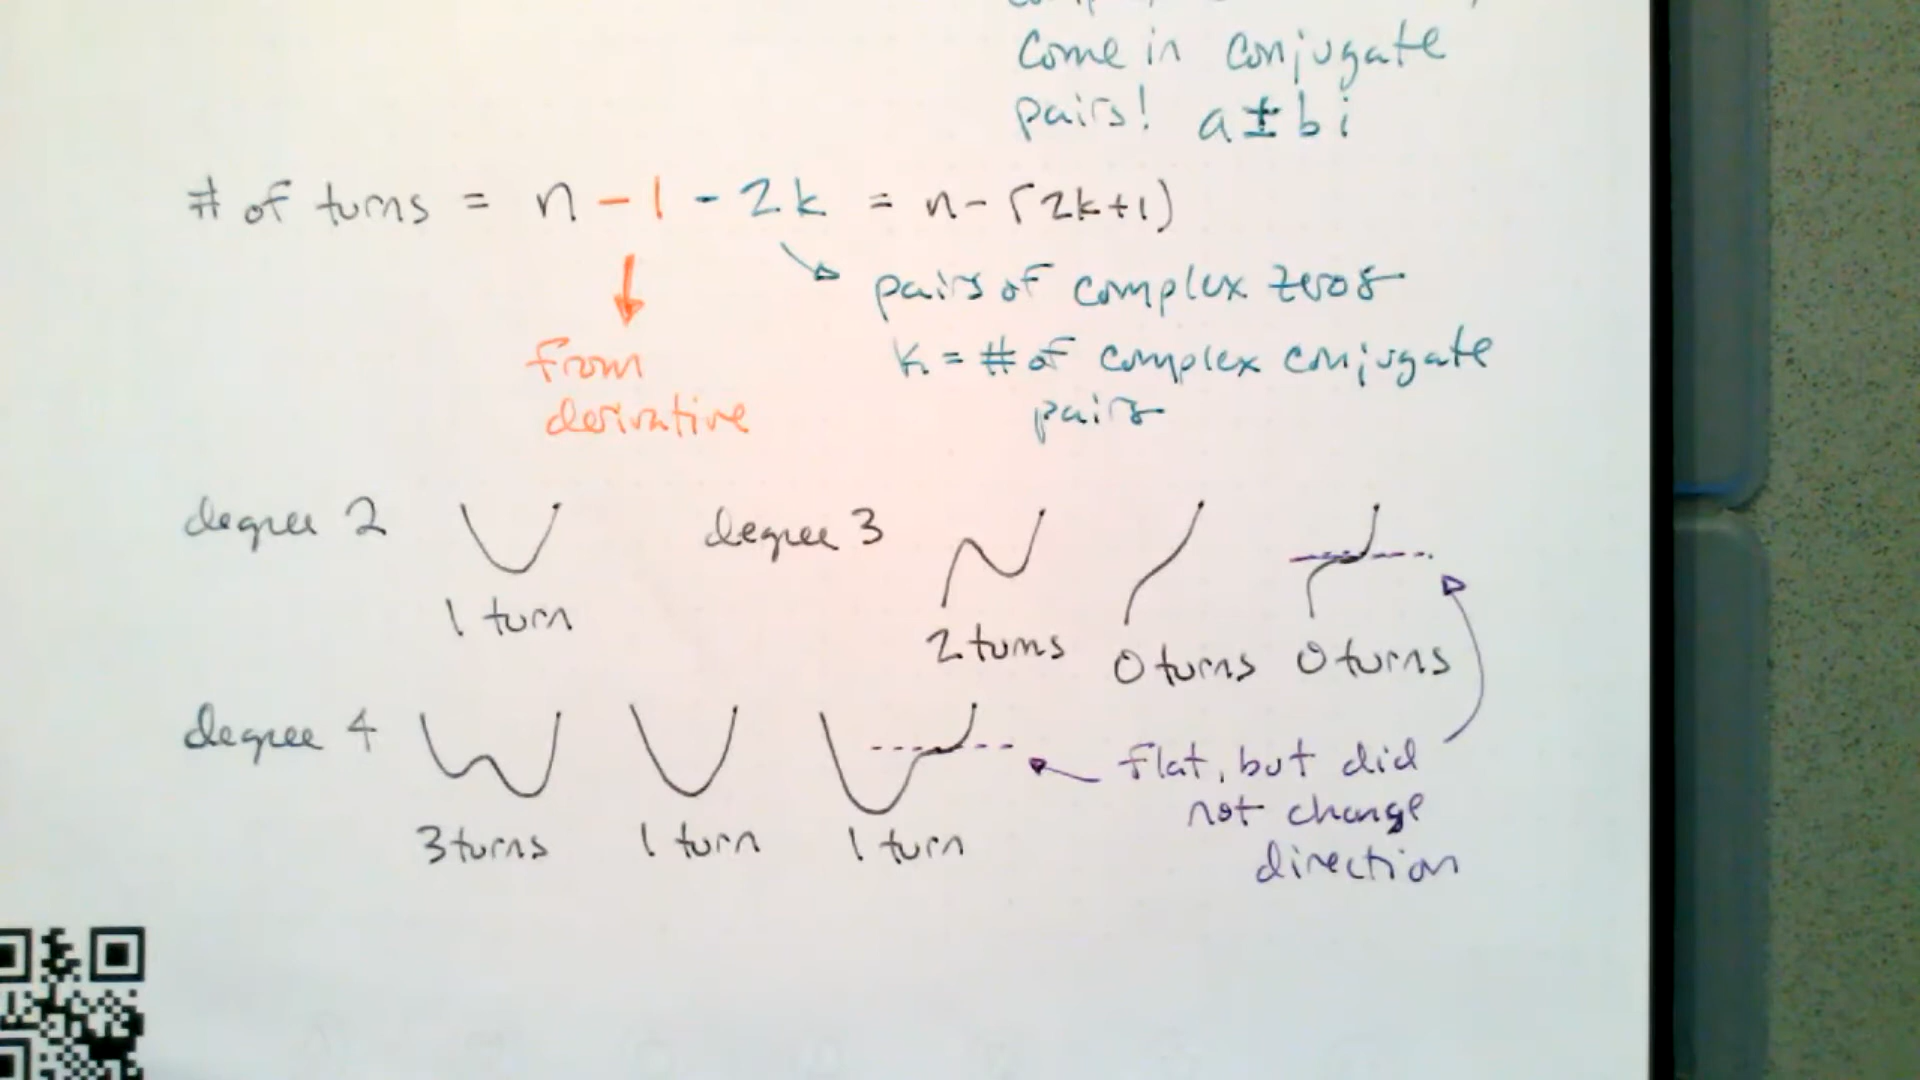 come in conjugate
pairs! a ± bi
# of turns = n - 1 - 2k = n - (2k+1)
pairs of complex zeros
from
derivative
k = # of complex conjugate
pairs
degree 2
1 turn
degree 3
2 turns
0 turns
0 turns
degree 4
3 turns
1 turn
1 turn
flat, but did
not change
direction